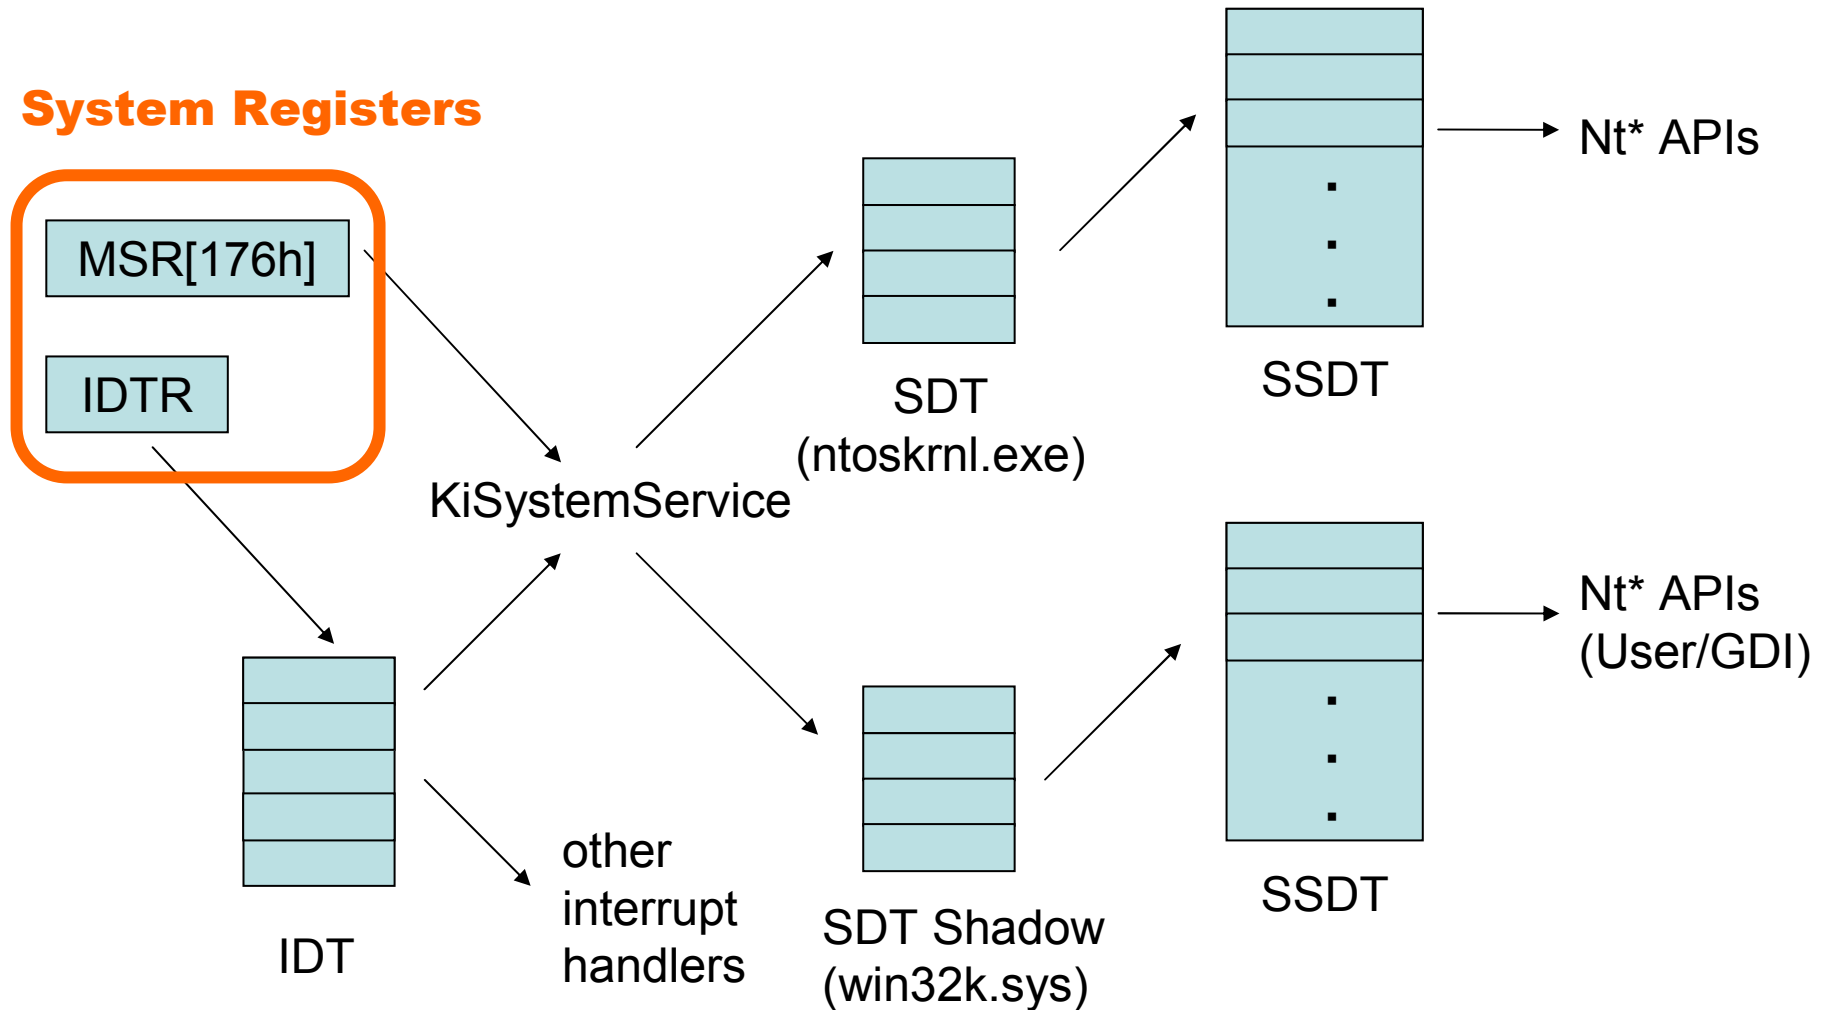 System Registers
MSR[176h]
IDTR
KiSystemService
IDT
other
interrupt
handlers
SDT
(ntoskrnl.exe)
SDT Shadow
(win32k.sys)
SSDT
Nt* APIs
SSDT
Nt* APIs
(User/GDI)